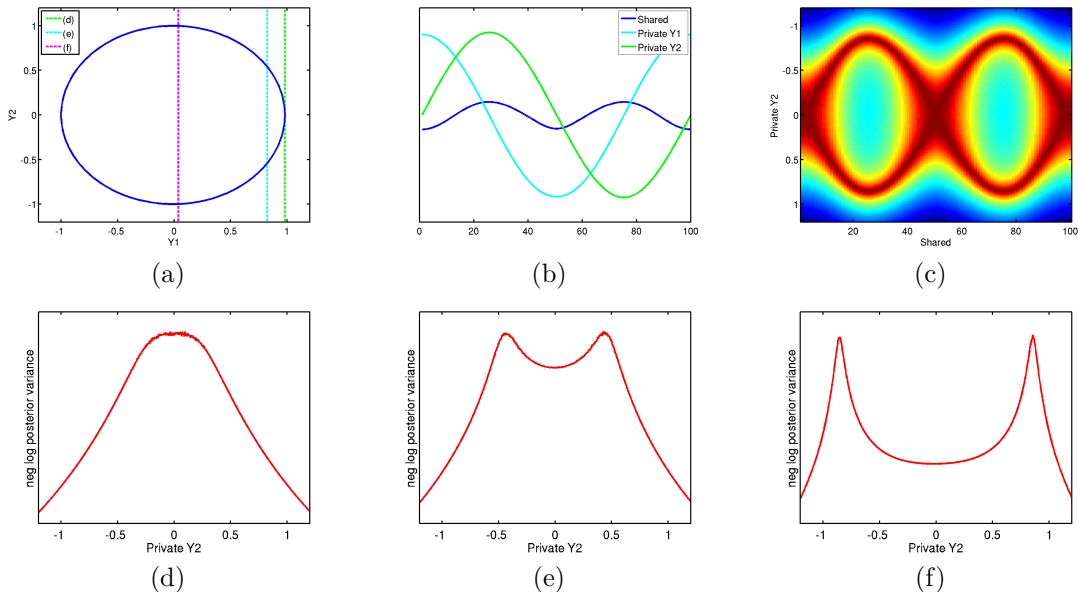 (d)
(e)
(f)
1
0.5
0
-0.5
-1
Y2
-1 -0.5 0 0.5 1
Y1
(a)
Shared
Private Y1
Private Y2
0 20 40 60 80 100
(b)
-1
-0.5
0
0.5
1
Private Y2
20 40 60 80 100
Shared
(c)
neg log posterior variance
-1 -0.5 0 0.5 1
Private Y2
(d)
neg log posterior variance
-1 -0.5 0 0.5 1
Private Y2
(e)
neg log posterior variance
-1 -0.5 0 0.5 1
Private Y2
(f)